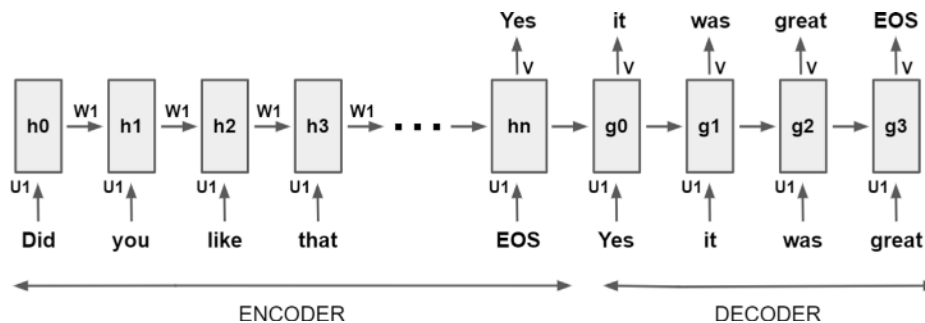 Yes it was great EOS
V V V V V
W1 W1 W1 W1
h0 h1 h2 h3 ... hn g0 g1 g2 g3
U1 U1 U1 U1 U1 U1 U1 U1 U1
Did you like that EOS Yes it was great
ENCODER DECODER